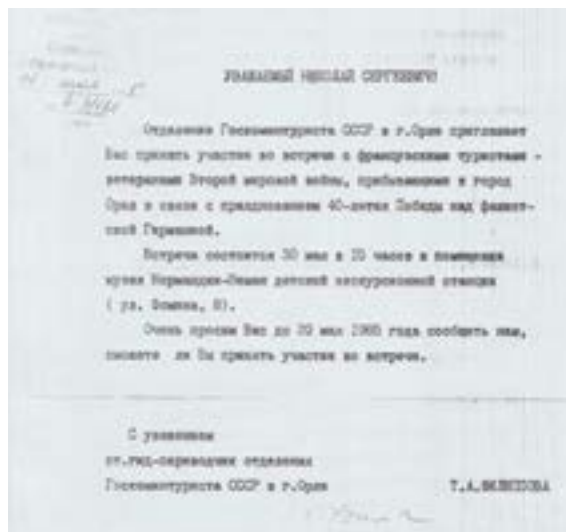 УВАЖАЕМЫЙ НИКОЛАЙ СЕРГЕЕВИЧ!
Отделение Госкоминтуриста СССР в г.Орле приглашает
Вас принять участие во встрече с французскими туристами -
ветеранами Второй мировой войны, прибывающими в город
Орел в связи с празднованием 40-летия Победы над фашист-
ской Германией.
Встреча состоится 30 мая в 20 часов в помещении
музея Нормандия-Неман детской экскурсионной станции
( ул. Фомина, 8).
Очень просим Вас до 20 мая 1985 года сообщить нам,
сможете ли Вы принять участие во встрече.
С уважением
ст.гид-переводчик отделения
Госкоминтуриста СССР в г.Орле Т.А.